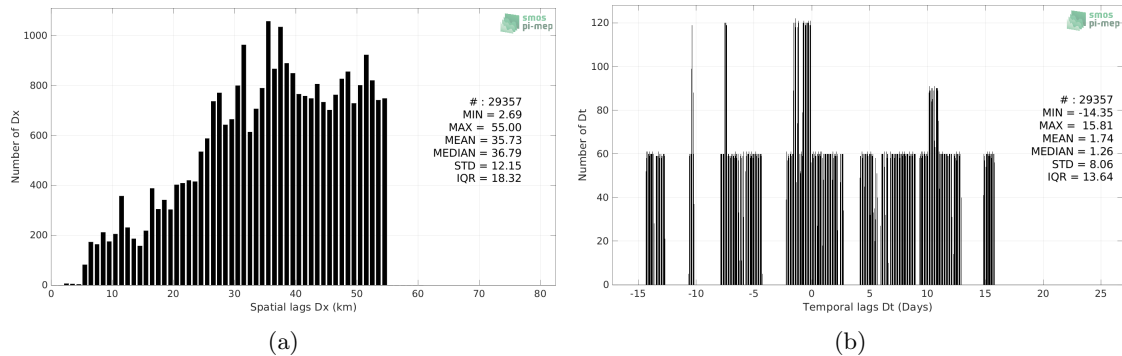 smos
pi-mep
1000
800
600
400
200
0
Number of Dx
# : 29357
MIN = 2.69
MAX = 55.00
MEAN = 35.73
MEDIAN = 36.79
STD = 12.15
IQR = 18.32
0 10 20 30 40 50 60 70 80
Spatial lags Dx (km)
(a)
smos
pi-mep
120
100
80
60
40
20
0
Number of Dt
# : 29357
MIN = -14.35
MAX = 15.81
MEAN = 1.74
MEDIAN = 1.26
STD = 8.06
IQR = 13.64
-15 -10 -5 0 5 10 15 20 25
Temporal lags Dt (Days)
(b)